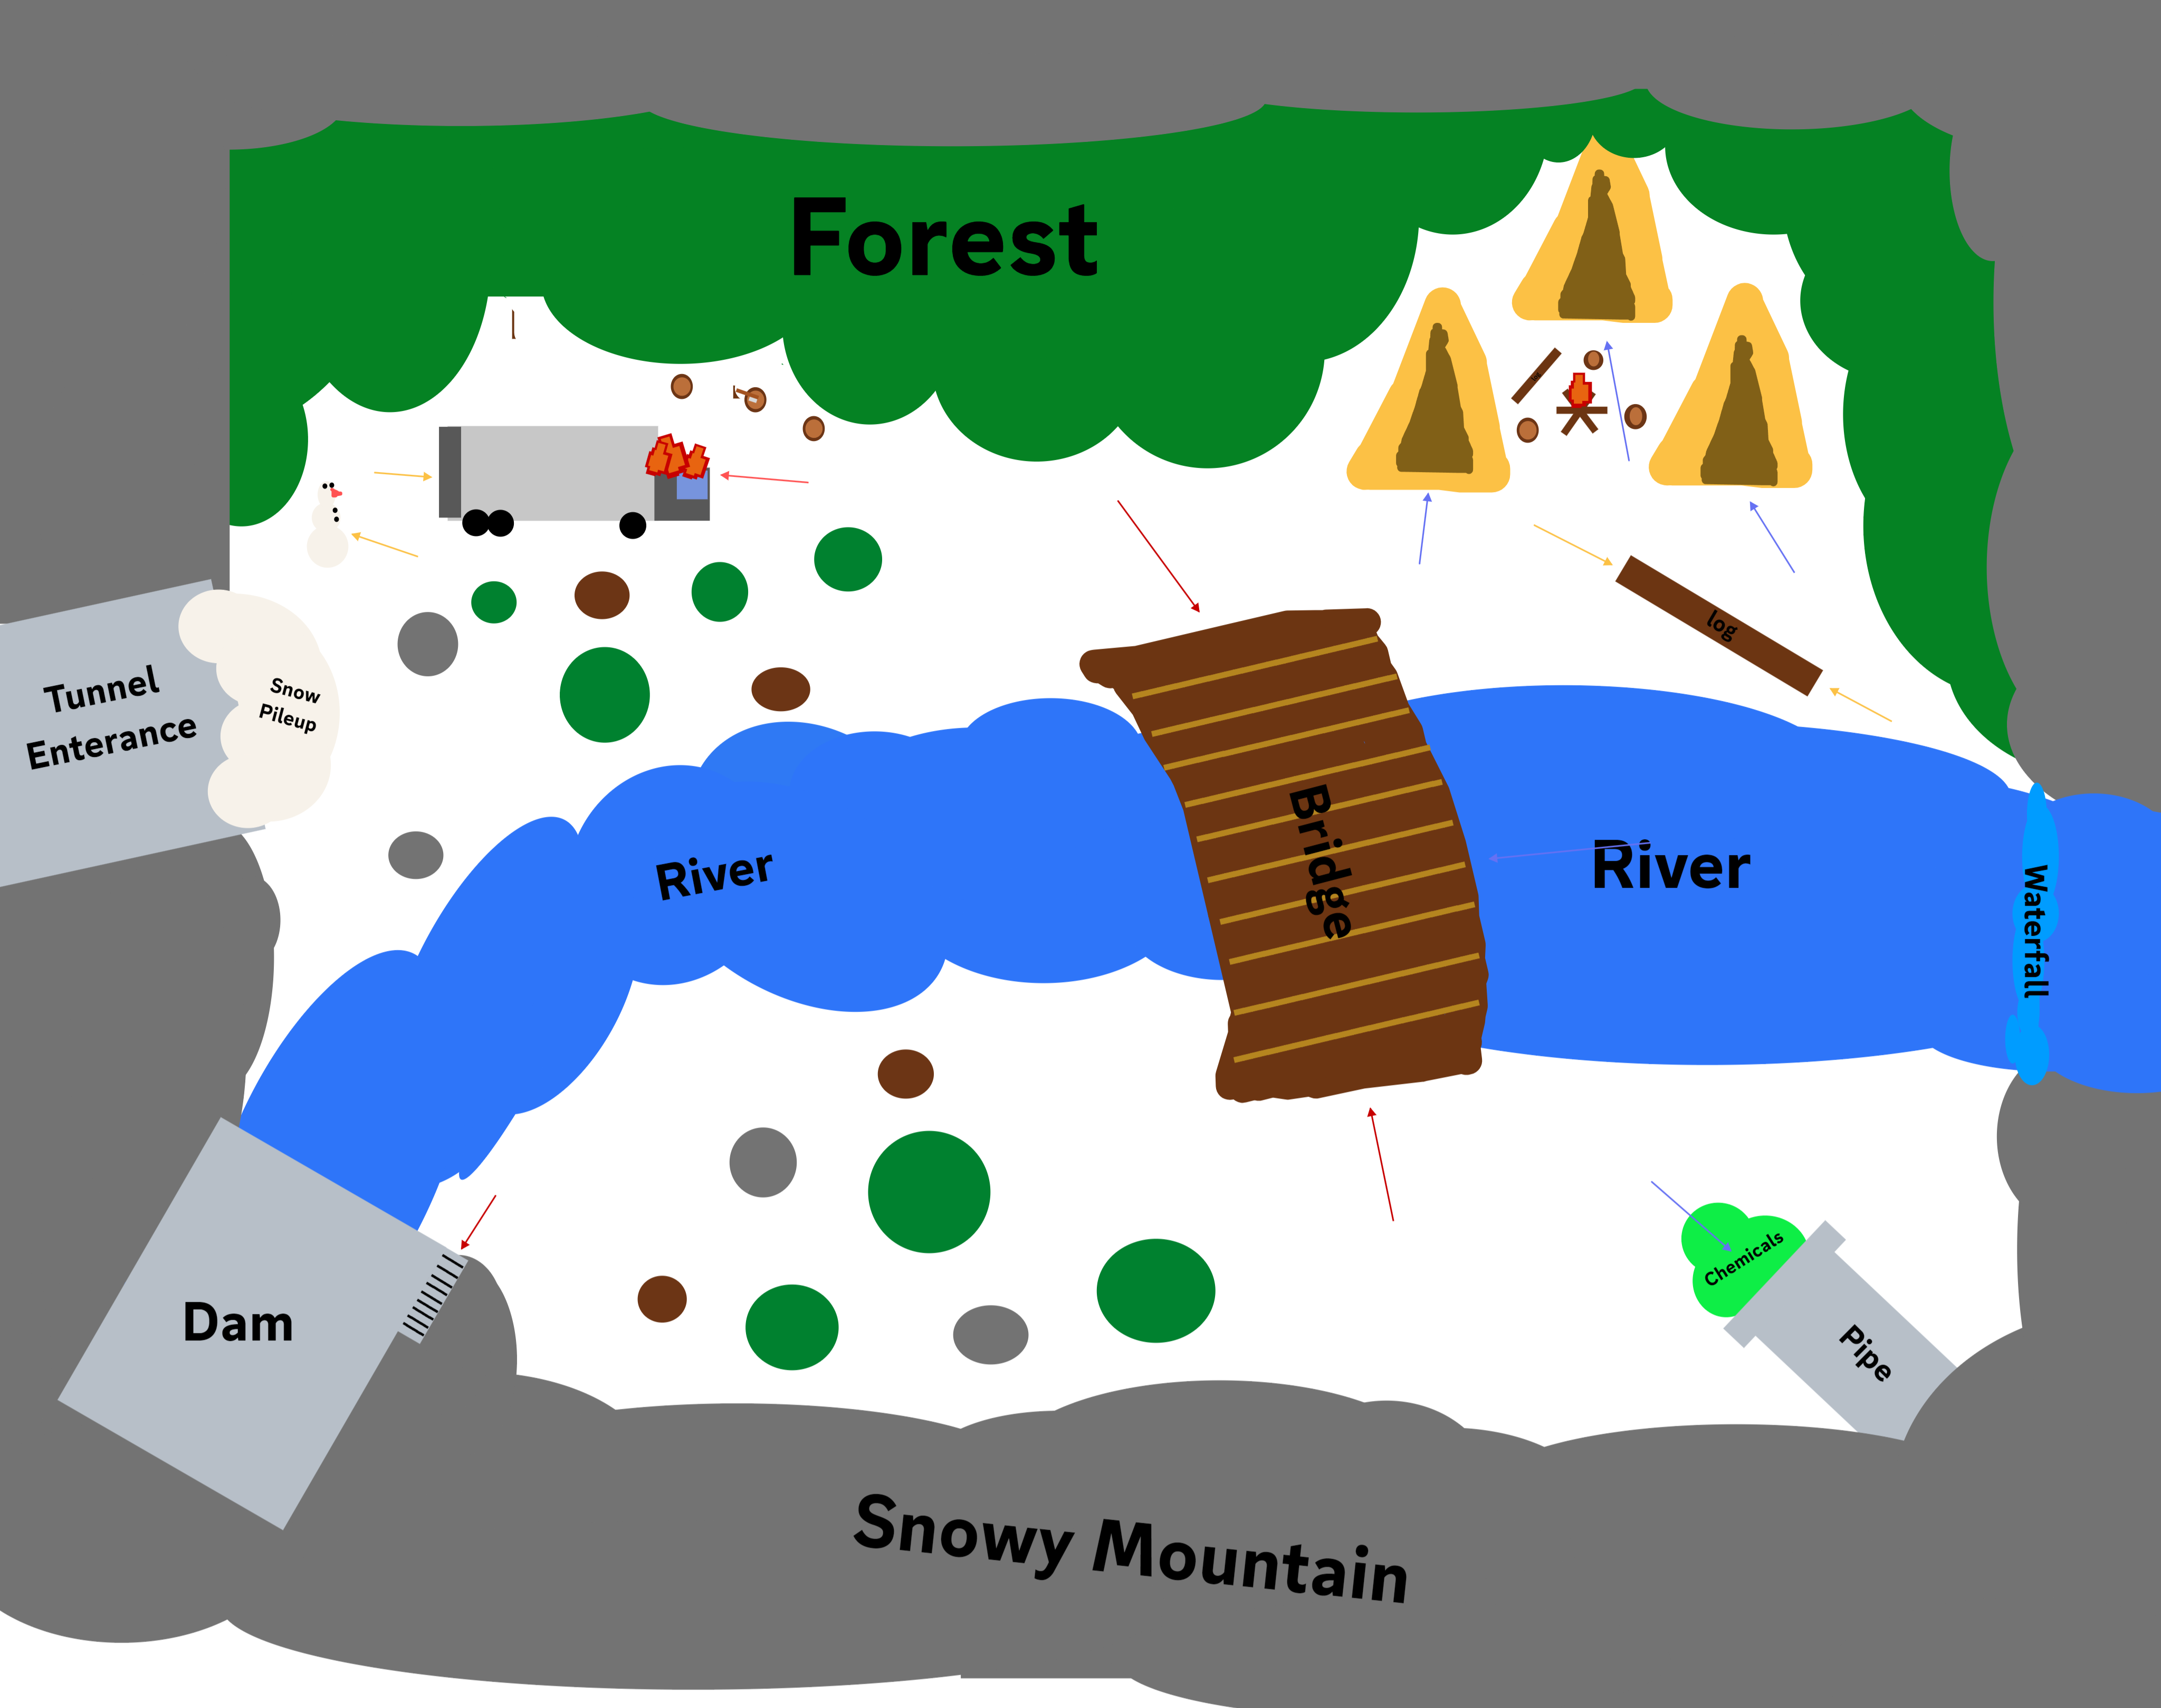 Forest
log
Tunnel
Enterance
Snow
Pileup
Bridge
River
River
Waterfall
Chemicals
Pipe
Dam
Snowy Mountain